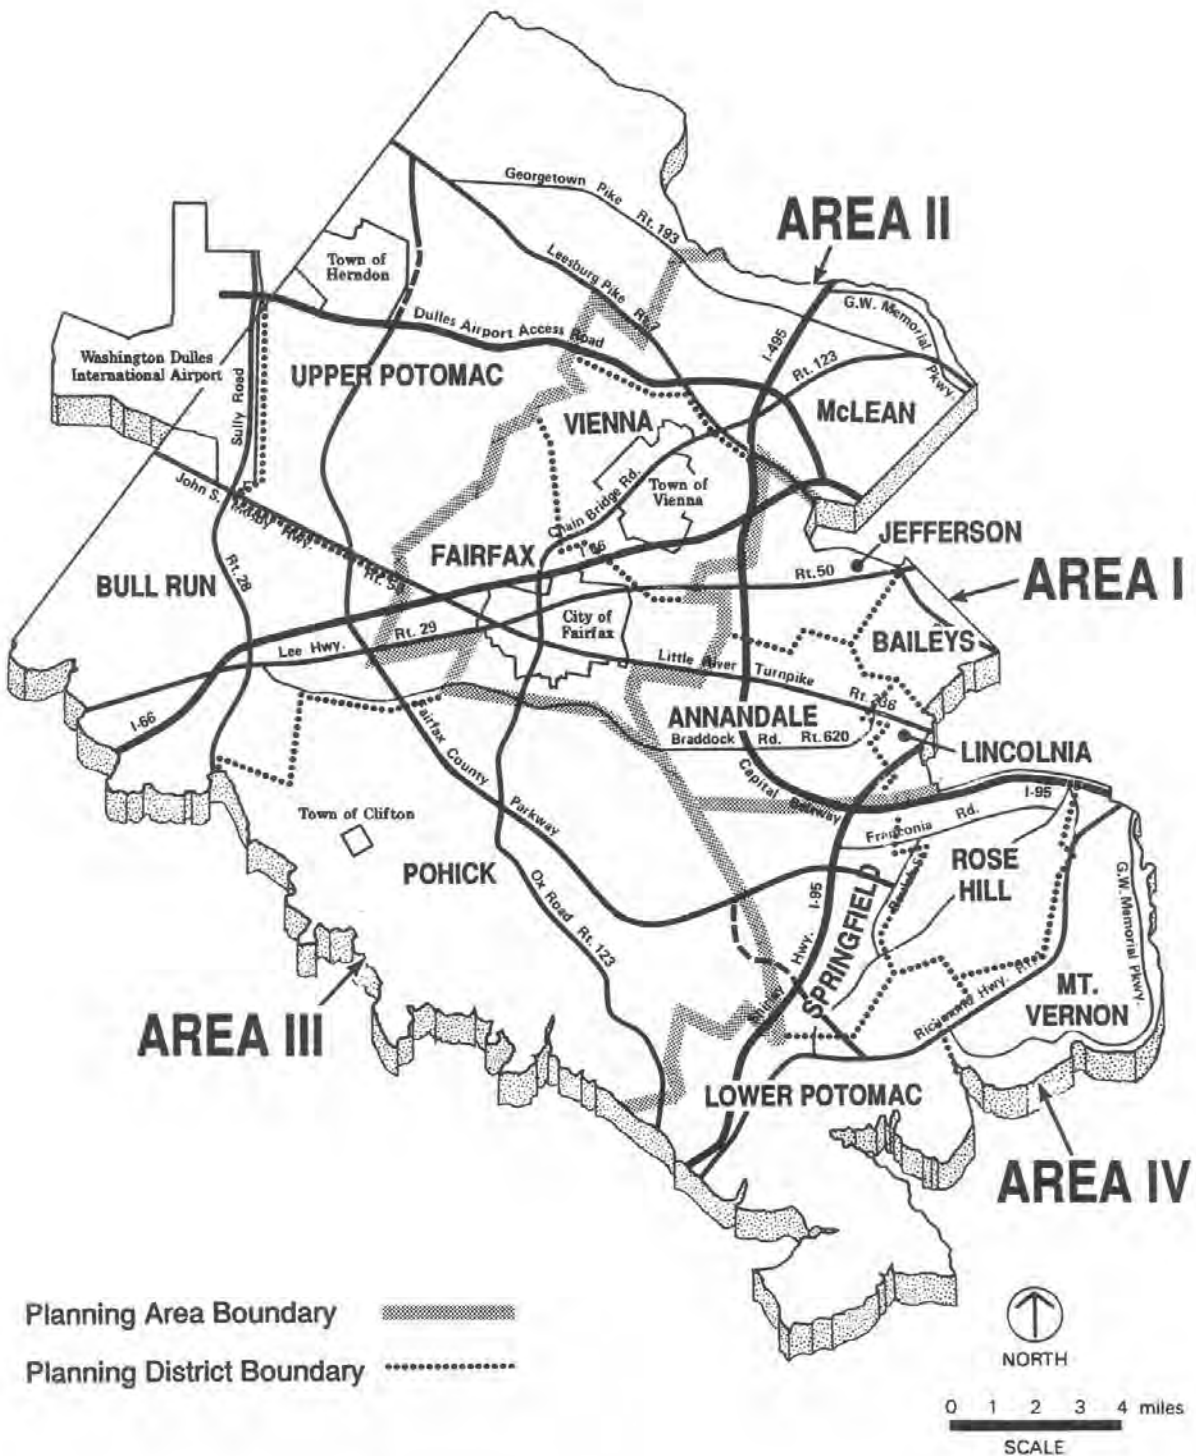 Georgetown Pike Rt. 193
AREA II
Town of
Herndon
Leesburg Pike Rt.7
G.W. Memorial
Pkwy.
Dulles Airport Access Road
I-495
Rt. 123
Washington Dulles
International Airport
UPPER POTOMAC
Sully Road
VIENNA
McLEAN
Chain Bridge Rd.
Town of
Vienna
John S. Hwy.
JEFFERSON
FAIRFAX
I-66
Rt.50
AREA I
BULL RUN
Rt. 28
City of
Fairfax
BAILEYS
Lee Hwy. Rt. 29
Little River Turnpike
Rt. 236
I-66
ANNANDALE
Braddock Rd. Rt. 620
LINCOLNIA
Fairfax County Parkway
Capital Beltway
I-95
Town of Clifton
Franconia Rd.
POHICK
ROSE
HILL
Ox Road Rt. 123
I-95
Hwy.
SPRINGFIELD
G.W. Memorial Pkwy.
Richmond Hwy.
MT.
VERNON
AREA III
LOWER POTOMAC
AREA IV
Planning Area Boundary
Planning District Boundary
NORTH
0 1 2 3 4 miles
SCALE